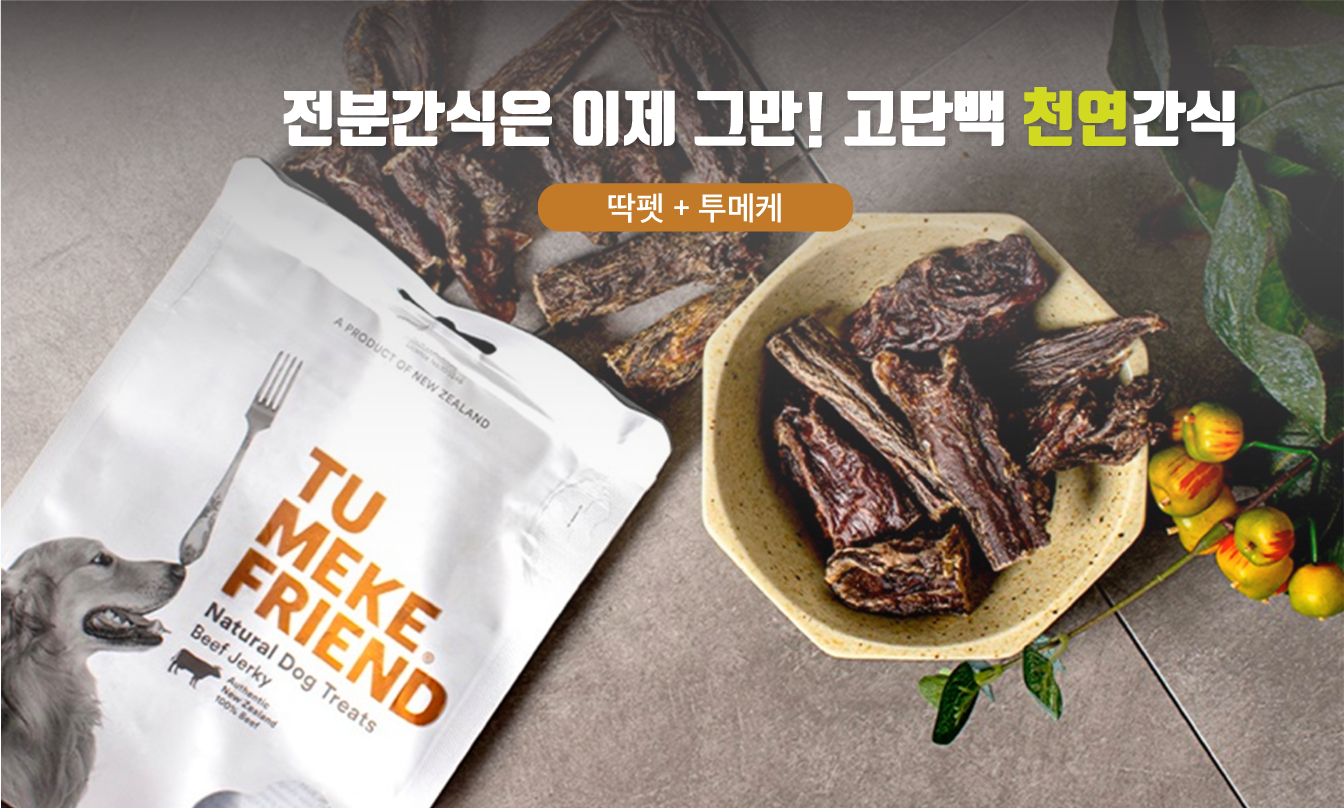 전분간식은 이제 그만! 고단백 천연간식
딱펫 + 투메케
A PRODUCT OF NEW ZEALAND
TU
MEKE
FRIEND®
Natural Dog Treats
Beef Jerky
Authentic
New Zealand
100% Beef